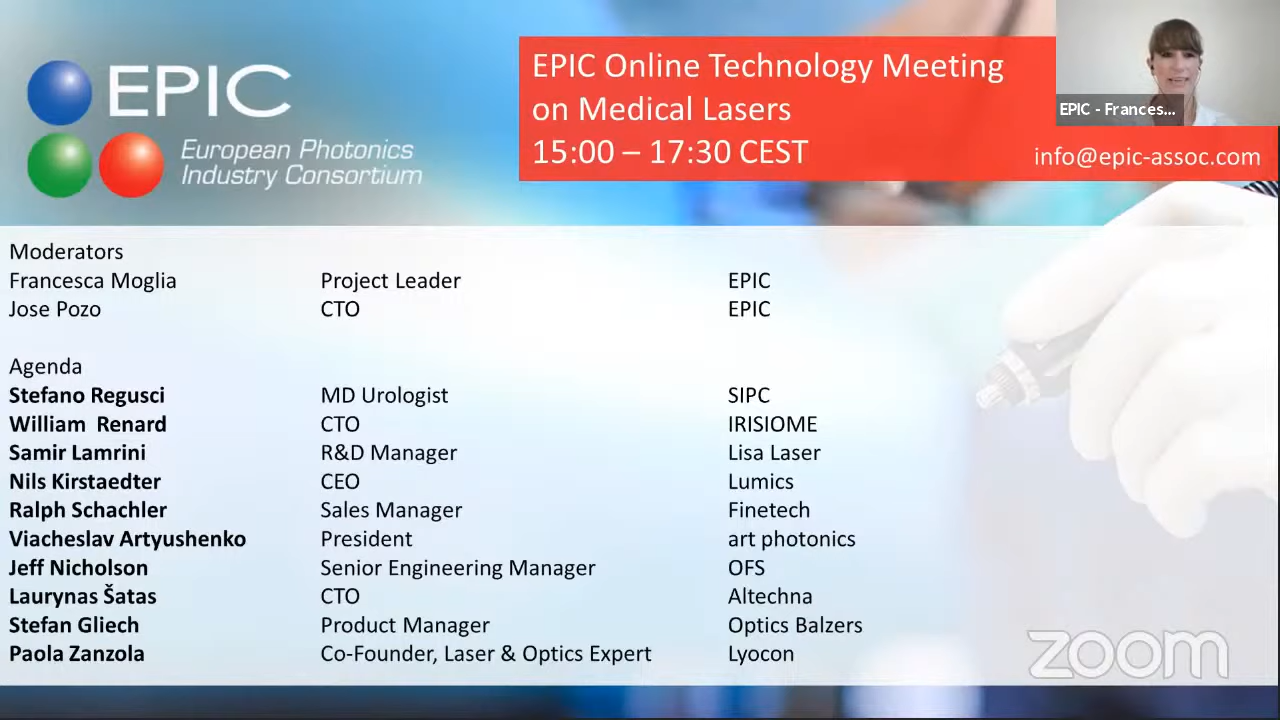 EPIC
European Photonics
Industry Consortium
EPIC Online Technology Meeting
on Medical Lasers
15:00 – 17:30 CEST
info@epic-assoc.com
EPIC - Frances...
Moderators
Francesca Moglia Project Leader EPIC
Jose Pozo CTO EPIC
Agenda
Stefano Regusci MD Urologist SIPC
William Renard CTO IRISIOME
Samir Lamrini R&D Manager Lisa Laser
Nils Kirstaedter CEO Lumics
Ralph Schachler Sales Manager Finetech
Viacheslav Artyushenko President art photonics
Jeff Nicholson Senior Engineering Manager OFS
Laurynas Šatas CTO Altechna
Stefan Gliech Product Manager Optics Balzers
Paola Zanzola Co-Founder, Laser & Optics Expert Lyocon
zoom